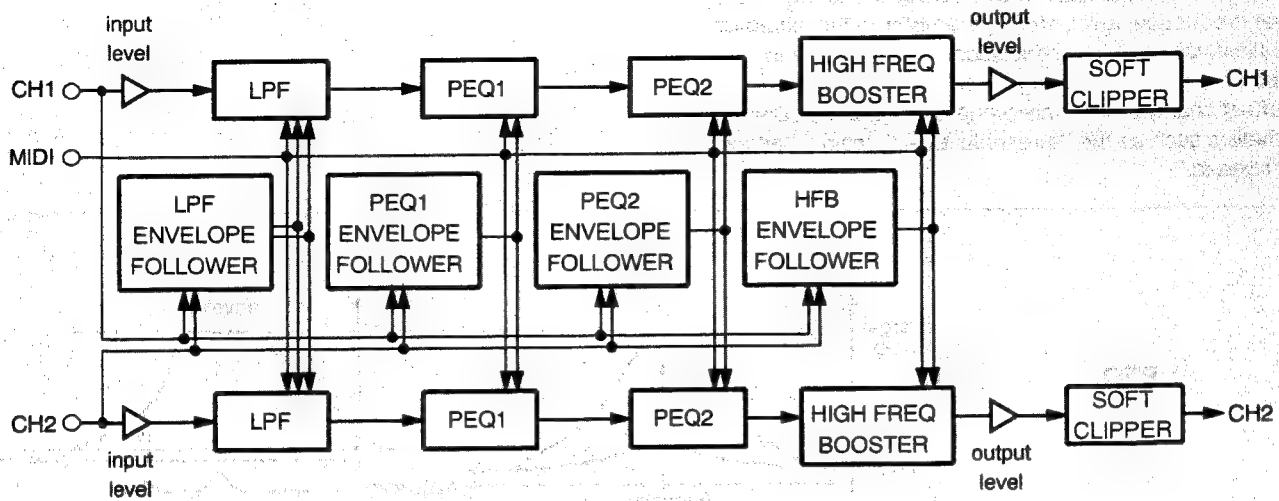 input
level
output
level
CH1
LPF
PEQ1
PEQ2
HIGH FREQ
BOOSTER
SOFT
CLIPPER
CH1
MIDI
LPF
ENVELOPE
FOLLOWER
PEQ1
ENVELOPE
FOLLOWER
PEQ2
ENVELOPE
FOLLOWER
HFB
ENVELOPE
FOLLOWER
CH2
LPF
PEQ1
PEQ2
HIGH FREQ
BOOSTER
SOFT
CLIPPER
CH2
input
level
output
level